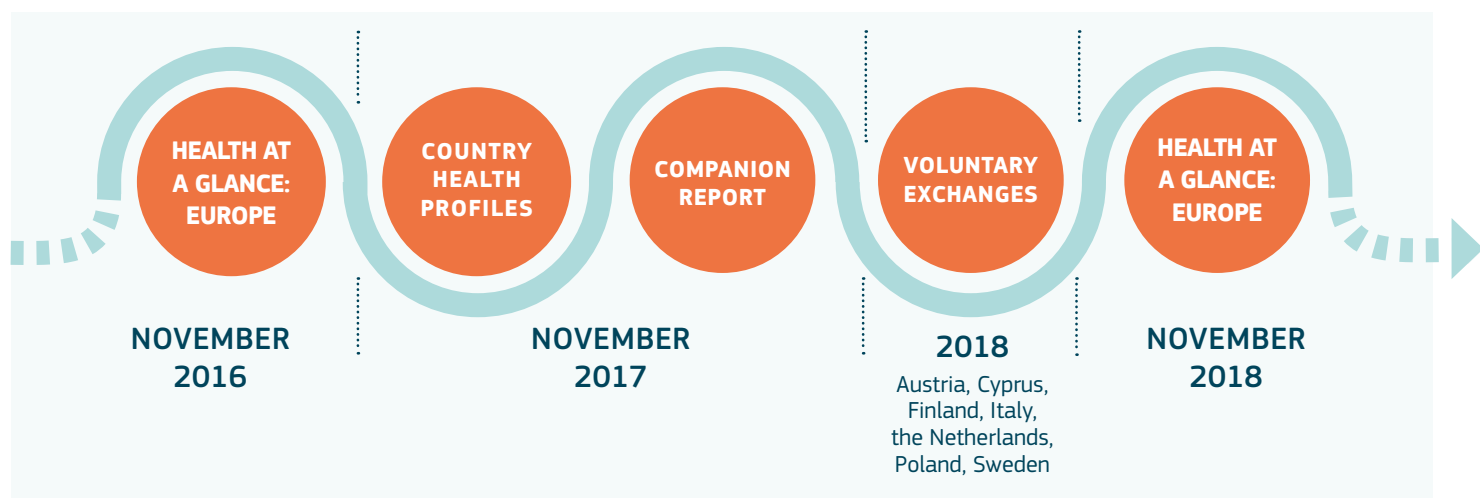 HEALTH AT
A GLANCE:
EUROPE
COUNTRY
HEALTH
PROFILES
COMPANION
REPORT
VOLUNTARY
EXCHANGES
HEALTH AT
A GLANCE:
EUROPE
NOVEMBER
2016
NOVEMBER
2017
2018
Austria, Cyprus,
Finland, Italy,
the Netherlands,
Poland, Sweden
NOVEMBER
2018